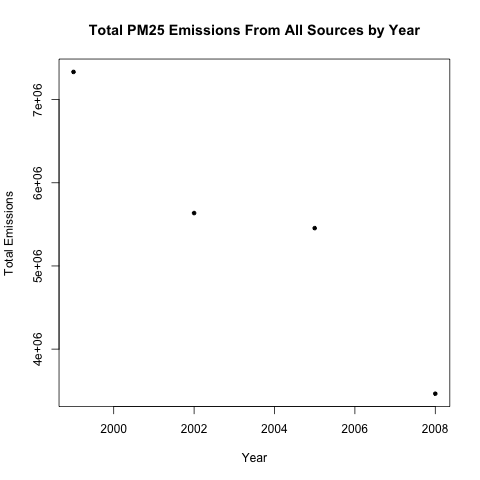 Total PM25 Emissions From All Sources by Year
7e+06
6e+06
5e+06
4e+06
Total Emissions
2000 2002 2004 2006 2008
Year